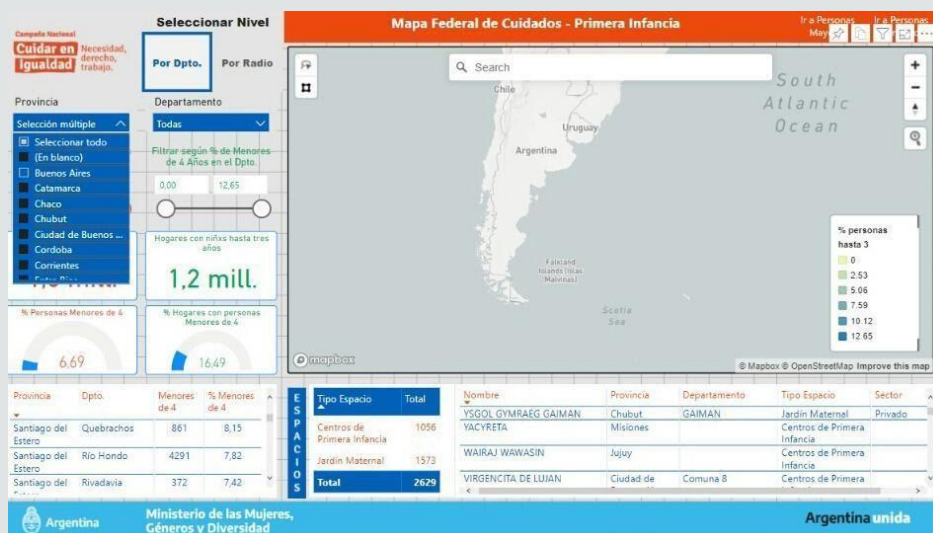 Campaña Nacional
Cuidar en
Igualdad
Necesidad,
derecho,
trabajo.
Seleccionar Nivel
Por Dpto.
Por Radio
Mapa Federal de Cuidados - Primera Infancia
Ir a Personas
Ir a Personas
May
Provincia
Departamento
Selección múltiple
Todas
Seleccionar todo
(En blanco)
Buenos Aires
Catamarca
Chaco
Chubut
Ciudad de Buenos ...
Cordoba
Corrientes
Filtrar según % de Menores
de 4 Años en el Dpto.
0,00
12,65
Hogares con niñxs hasta tres
años
1,2 mill.
% Personas Menores de 4
6,69
% Hogares con personas
Menores de 4
16,49
Search
Chile
Uruguay
Argentina
South
Atlantic
Ocean
Falkland
Islands (Islas
Malvinas)
Scotia
Sea
% personas
hasta 3
0
2.53
5.06
7.59
10.12
12.65
mapbox
© Mapbox © OpenStreetMap Improve this map
Provincia Dpto. Menores de 4 % Menores de 4
Santiago del Estero Quebrachos 861 8,15
Santiago del Estero Río Hondo 4291 7,82
Santiago del Rivadavia 372 7,42
ESPACIOS
Tipo Espacio Total
Centros de Primera Infancia 1056
Jardín Maternal 1573
Total 2629
Nombre Provincia Departamento Tipo Espacio Sector
YSGOL GYMRAEG GAIMAN Chubut GAIMAN Jardín Maternal Privado
YACYRETA Misiones Centros de Primera Infancia
WAIRAJ WAWASIN Jujuy Centros de Primera Infancia
VIRGENCITA DE LUJAN Ciudad de Comuna 8 Centros de Primera
Argentina
Ministerio de las Mujeres,
Géneros y Diversidad
Argentina unida